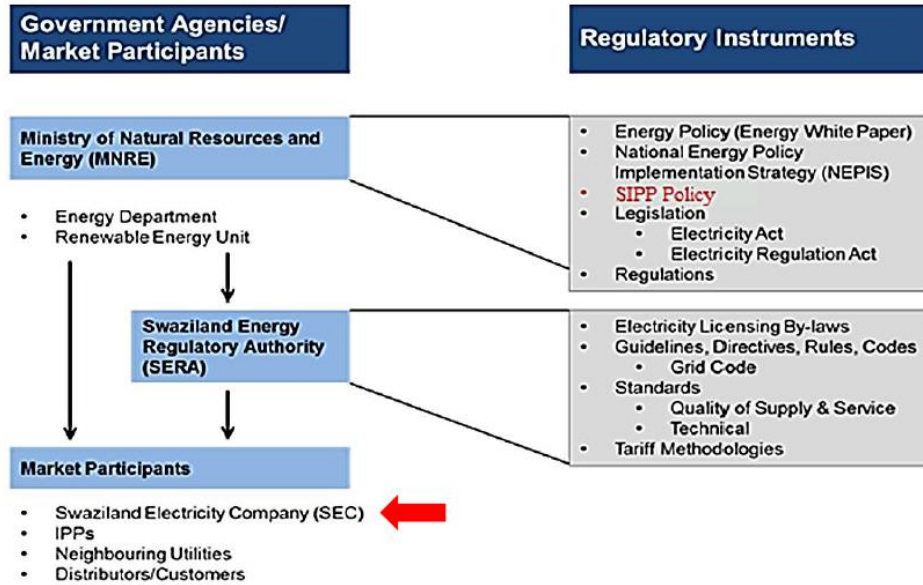 Government Agencies/
Market Participants
Regulatory Instruments
Ministry of Natural Resources and
Energy (MNRE)
• Energy Department
• Renewable Energy Unit
• Energy Policy (Energy White Paper)
• National Energy Policy
Implementation Strategy (NEPIS)
• SIPP Policy
• Legislation
• Electricity Act
• Electricity Regulation Act
• Regulations
Swaziland Energy
Regulatory Authority
(SERA)
• Electricity Licensing By-laws
• Guidelines, Directives, Rules, Codes
• Grid Code
• Standards
• Quality of Supply & Service
• Technical
• Tariff Methodologies
Market Participants
• Swaziland Electricity Company (SEC)
• IPPs
• Neighbouring Utilities
• Distributors/Customers